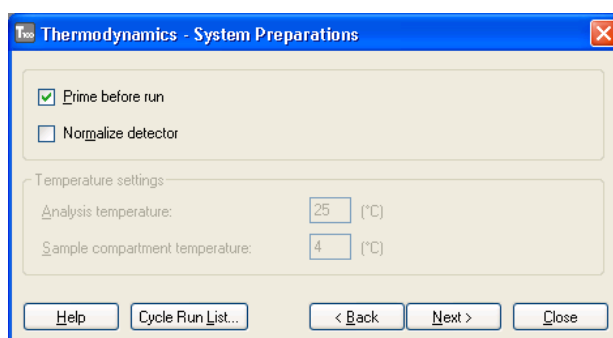 T100 Thermodynamics - System Preparations
Prime before run
Normalize detector
Temperature settings
Analysis temperature: 25 (°C)
Sample compartment temperature: 4 (°C)
Help Cycle Run List... < Back Next > Close